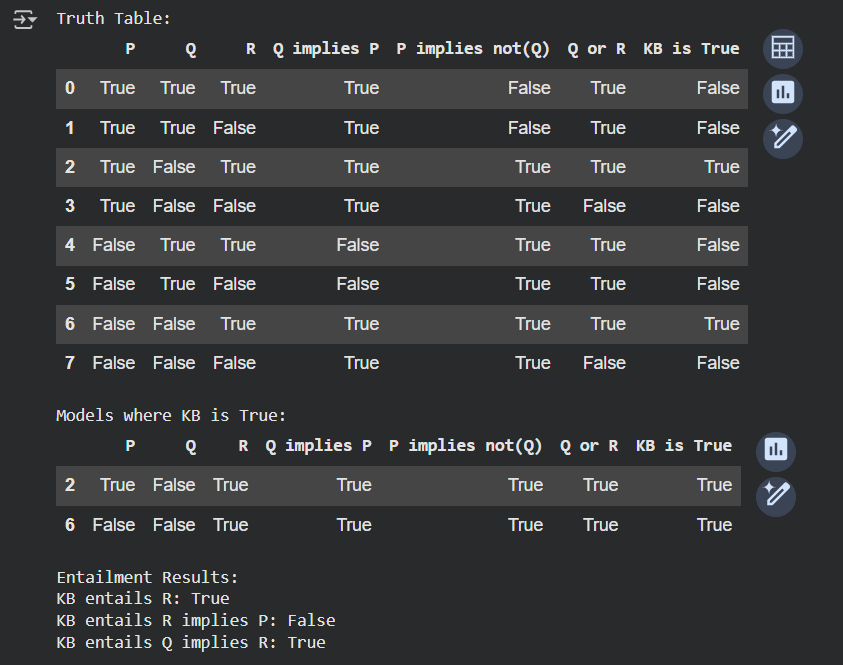 Truth Table:
P Q R Q implies P P implies not(Q) Q or R KB is True
0 True True True True False True False
1 True True False True False True False
2 True False True True True True True
3 True False False True True False False
4 False True True False True True False
5 False True False False True True False
6 False False True True True True True
7 False False False True True False False
Models where KB is True:
P Q R Q implies P P implies not(Q) Q or R KB is True
2 True False True True True True True
6 False False True True True True True
Entailment Results:
KB entails R: True
KB entails R implies P: False
KB entails Q implies R: True